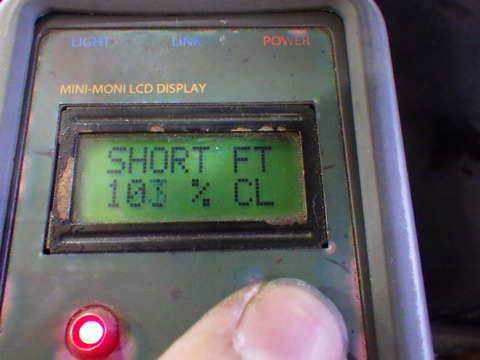 LIGHT LINK POWER
MINI-MONI LCD DISPLAY
SHORT FT
103 % CL